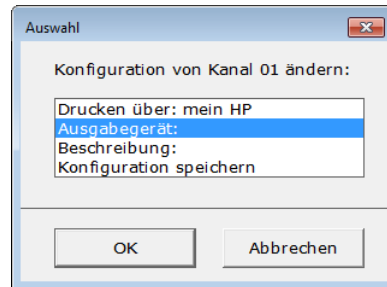 Auswahl
Konfiguration von Kanal 01 ändern:
Drucken über: mein HP
Ausgabegerät:
Beschreibung:
Konfiguration speichern
OK
Abbrechen